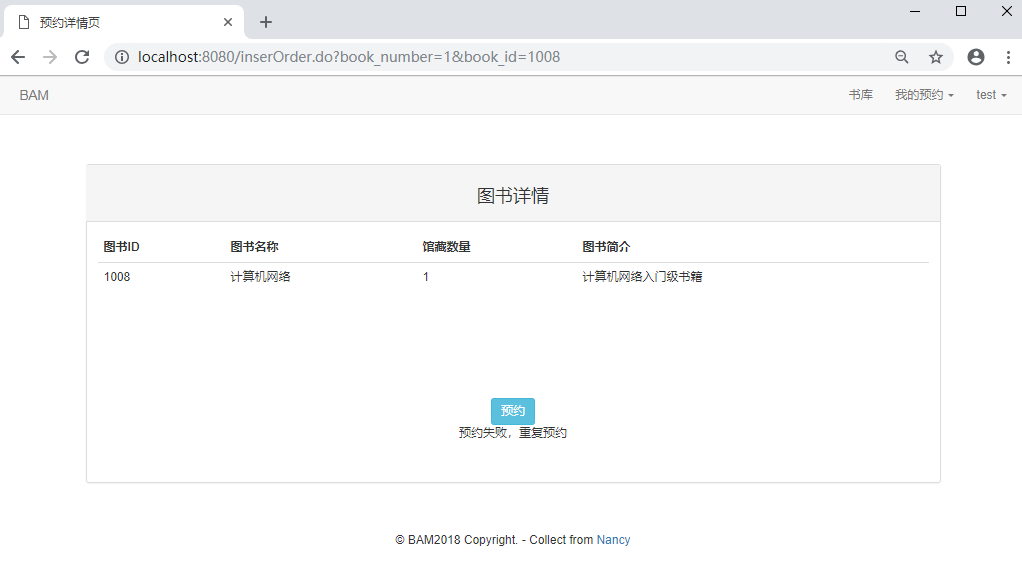 预约详情页
localhost:8080/inserOrder.do?book_number=1&book_id=1008
BAM 书库 我的预约 test
图书详情
图书ID 图书名称 馆藏数量 图书简介
1008 计算机网络 1 计算机网络入门级书籍
预约
预约失败，重复预约
© BAM2018 Copyright. - Collect from Nancy